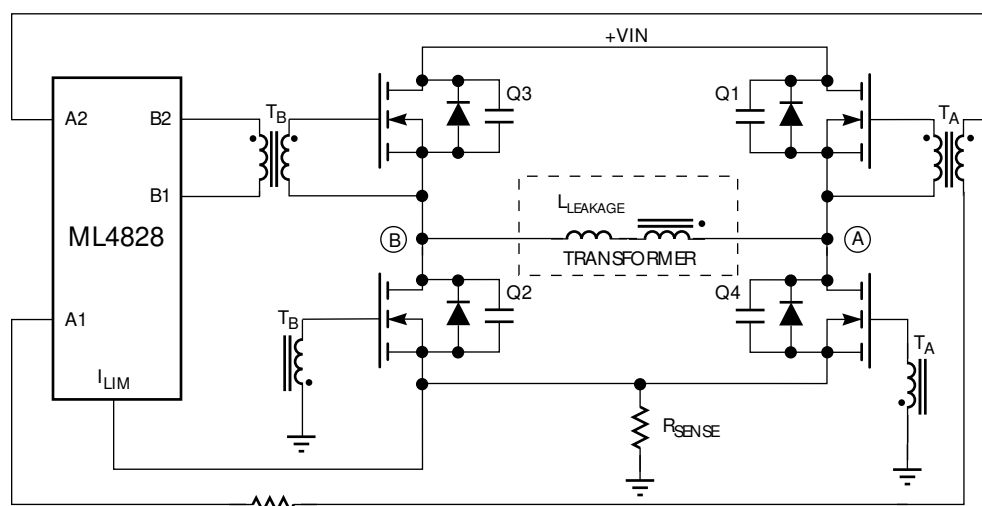 +VIN
Q3
Q1
TB
TA
A2
B2
B1
LLEAKAGE
ML4828
B
A
TRANSFORMER
Q2
Q4
A1
TB
TA
ILIM
RSENSE